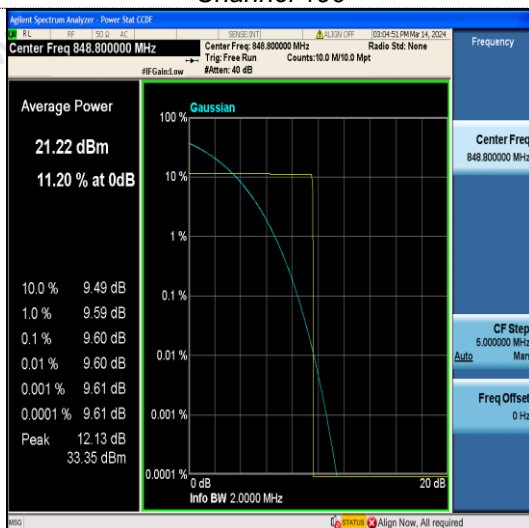 Agilent Spectrum Analyzer - Power Stat CCDF
RL RF 50 Ω AC SENSE:INT ALIGN OFF 03:04:51 PM Mar 14, 2024
Center Freq 848.800000 MHz
Center Freq: 848.800000 MHz Radio Std: None
Trig: Free Run Counts:10.0 M/10.0 Mpt
#IFGain:Low #Atten: 40 dB
Frequency
Average Power
21.22 dBm
11.20 % at 0dB
10.0 % 9.49 dB
1.0 % 9.59 dB
0.1 % 9.60 dB
0.01 % 9.60 dB
0.001 % 9.61 dB
0.0001 % 9.61 dB
Peak 12.13 dB
33.35 dBm
Gaussian
100 %
10 %
1 %
0.1 %
0.01 %
0.001 %
0.0001 %
0 dB 20 dB
Info BW 2.0000 MHz
Center Freq
848.800000 MHz
CF Step
5.000000 MHz
Auto Man
Freq Offset
0 Hz
MSG STATUS Align Now, All required